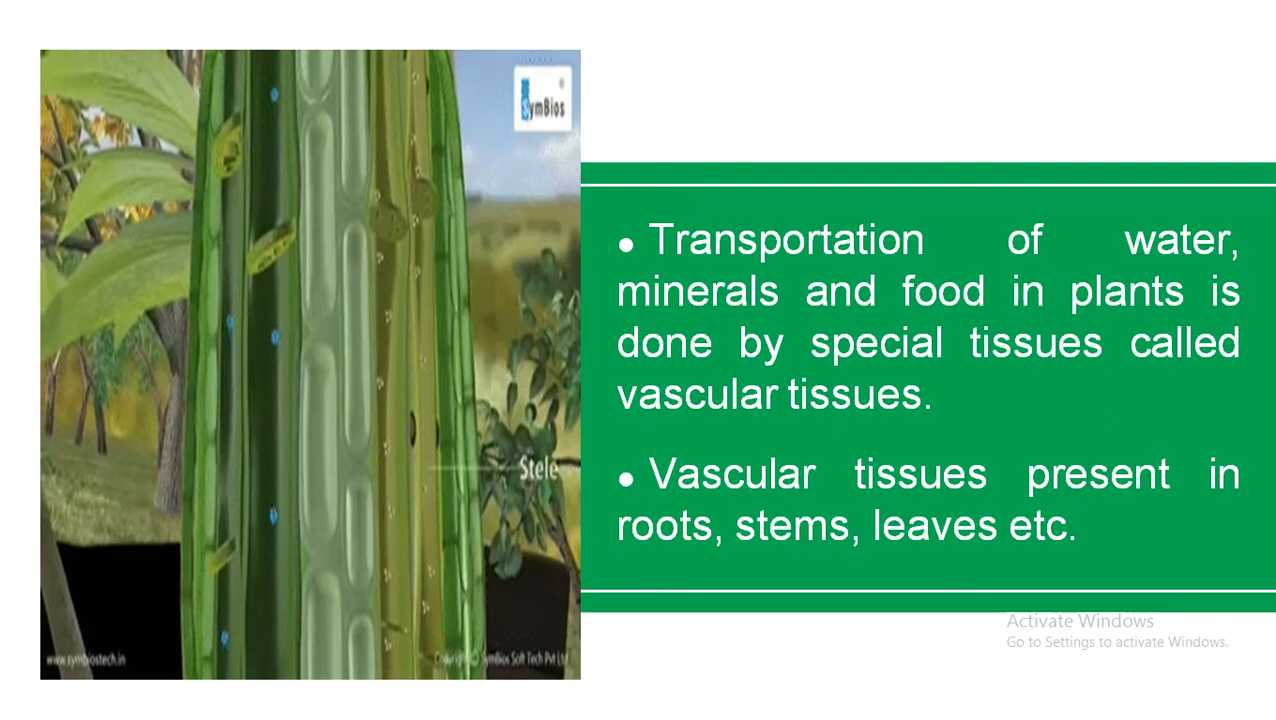 SymBios
● Transportation of water,
minerals and food in plants is
done by special tissues called
vascular tissues.
Stele
● Vascular tissues present in
roots, stems, leaves etc.
Activate Windows
Go to Settings to activate Windows.
www.symbiostech.in
Copyright © SymBios Soft Tech Pvt Ltd